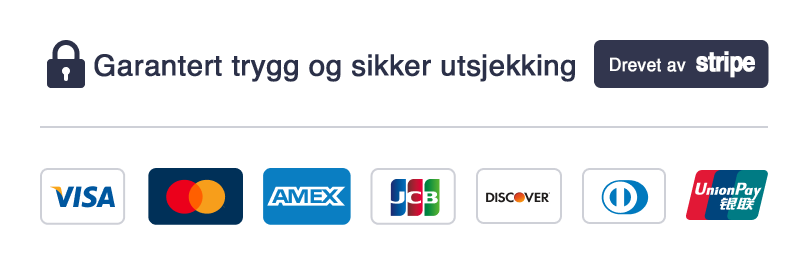 Garantert trygg og sikker utsjekking
Drevet av stripe
VISA
AMEX
JCB
DISCOVER
UnionPay
银联